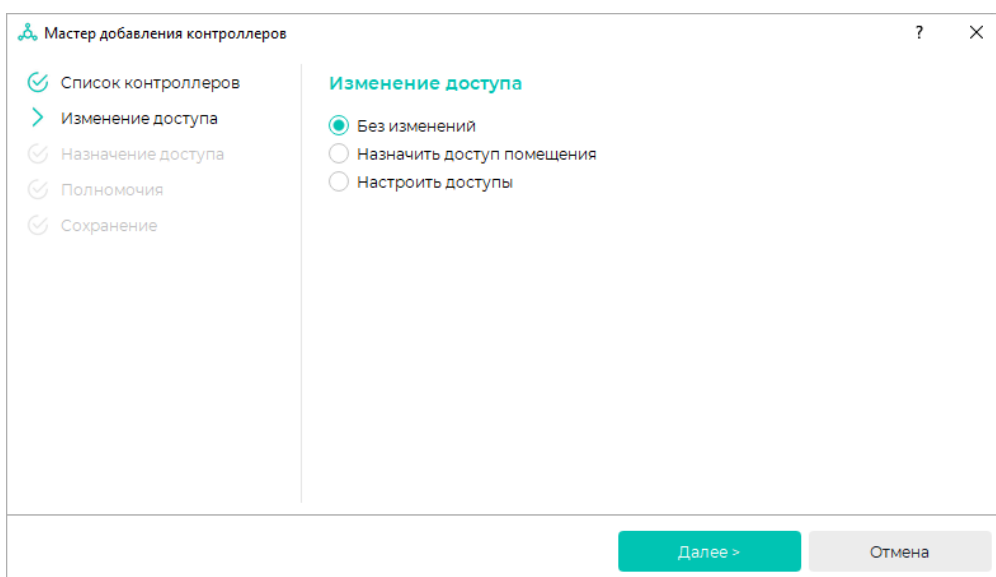 Мастер добавления контроллеров
?
Список контроллеров
Изменение доступа
Назначение доступа
Полномочия
Сохранение
Изменение доступа
Без изменений
Назначить доступ помещения
Настроить доступы
Далее >
Отмена